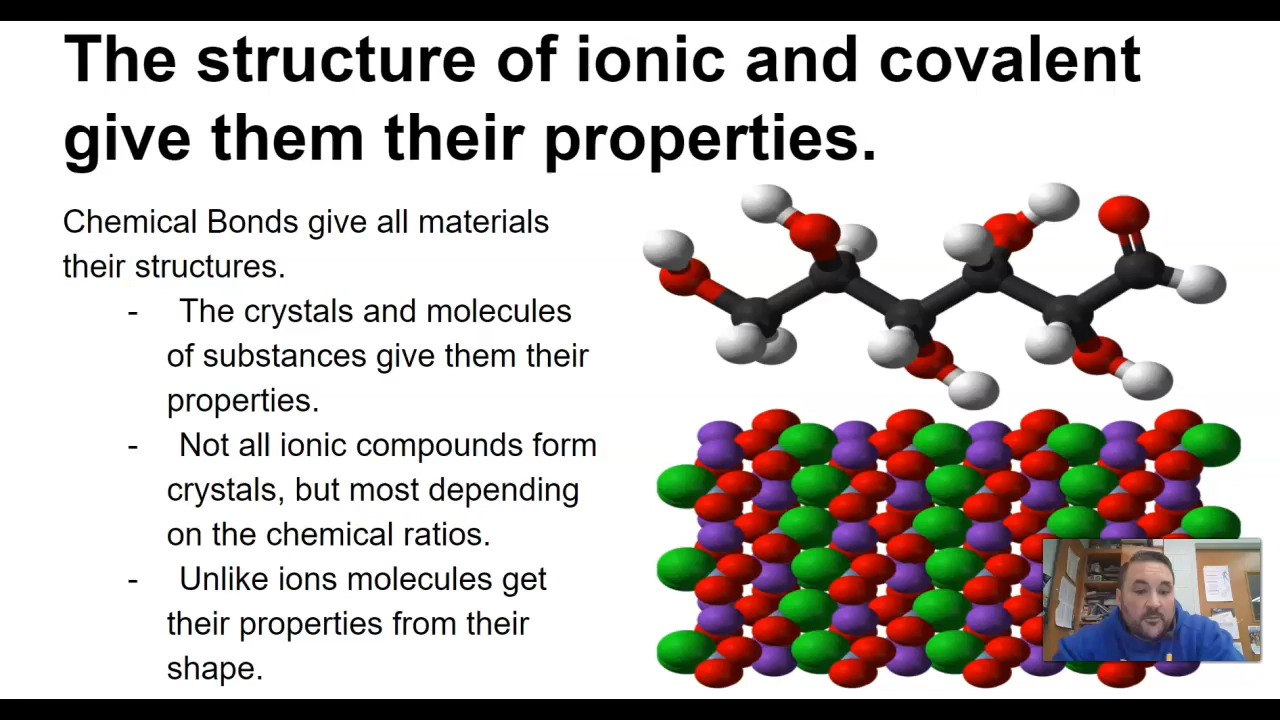 The structure of ionic and covalent
give them their properties.
Chemical Bonds give all materials
their structures.
- The crystals and molecules
of substances give them their
properties.
- Not all ionic compounds form
crystals, but most depending
on the chemical ratios.
- Unlike ions molecules get
their properties from their
shape.